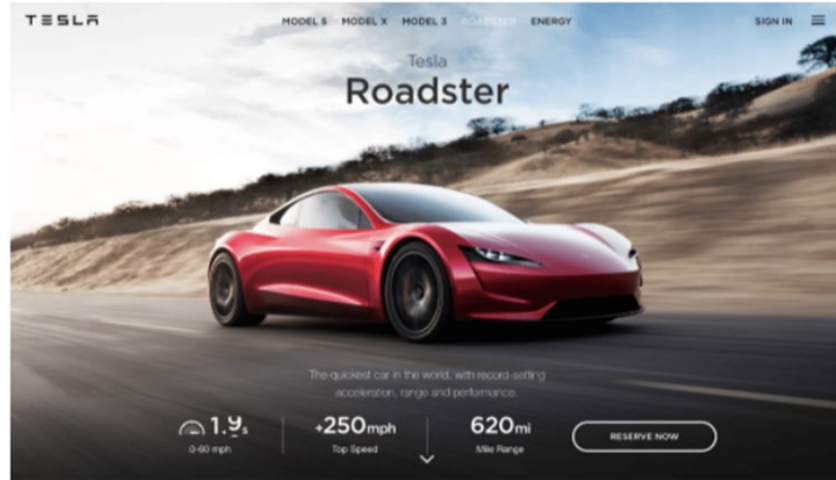 TESLA
MODEL S MODEL X MODEL 3 ROADSTER ENERGY
SIGN IN
Tesla
Roadster
The quickest car in the world, with record-setting
acceleration, range and performance.
1.9s +250mph 620mi
0-60 mph Top Speed Mile Range
RESERVE NOW